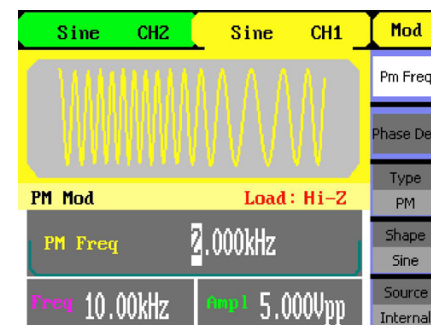 Sine CH2 Sine CH1 Mod
Pm Freq
Phase De
Type
PM
PM Mod Load: Hi-Z
Shape
Sine
PM Freq 2.000kHz
Source
Internal
Freq 10.00kHz Ampl 5.000Vpp